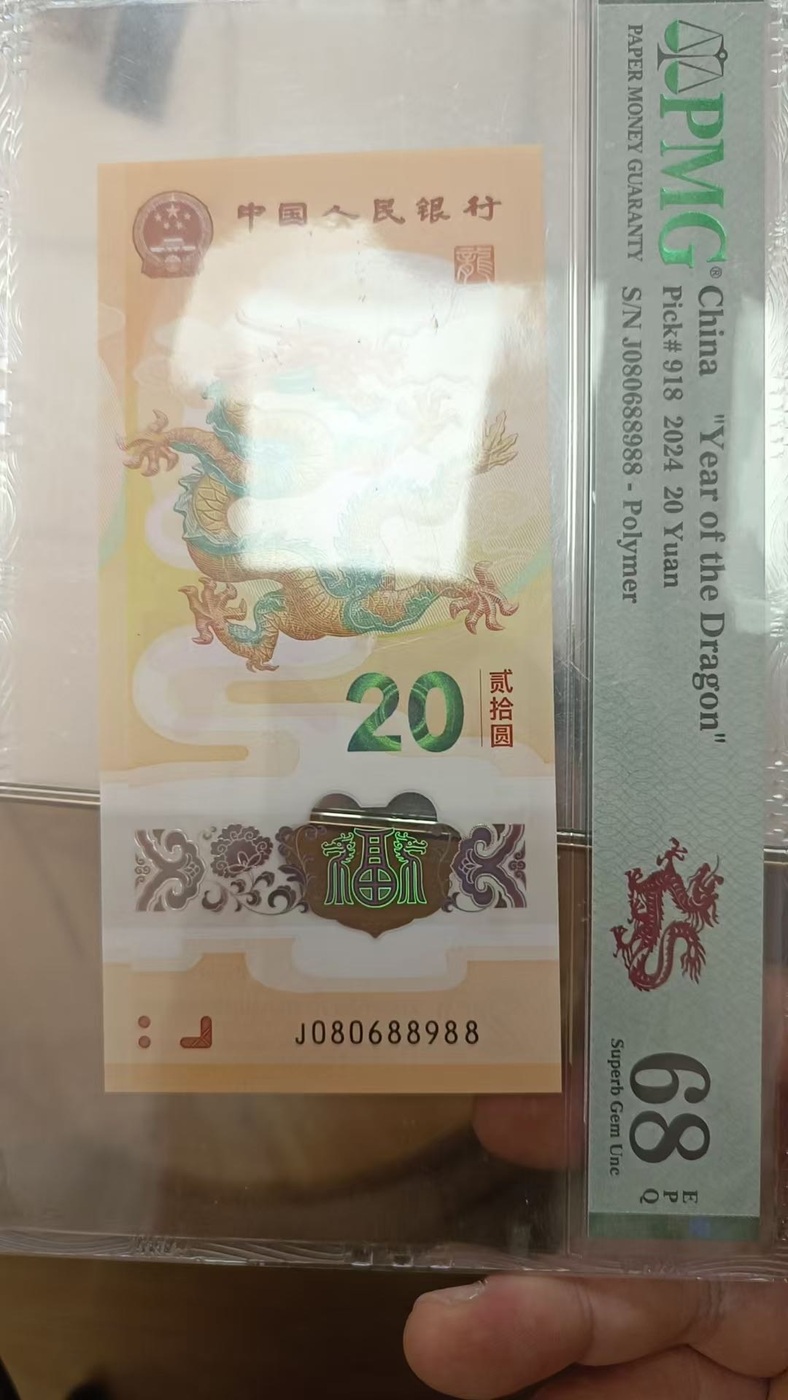 中国人民银行
龍
20
贰拾圆
J080688988
PMG®
PAPER MONEY GUARANTY
China "Year of the Dragon"
Pick# 918 2024 20 Yuan
S/N J080688988 - Polymer
68
EPQ
Superb Gem Unc